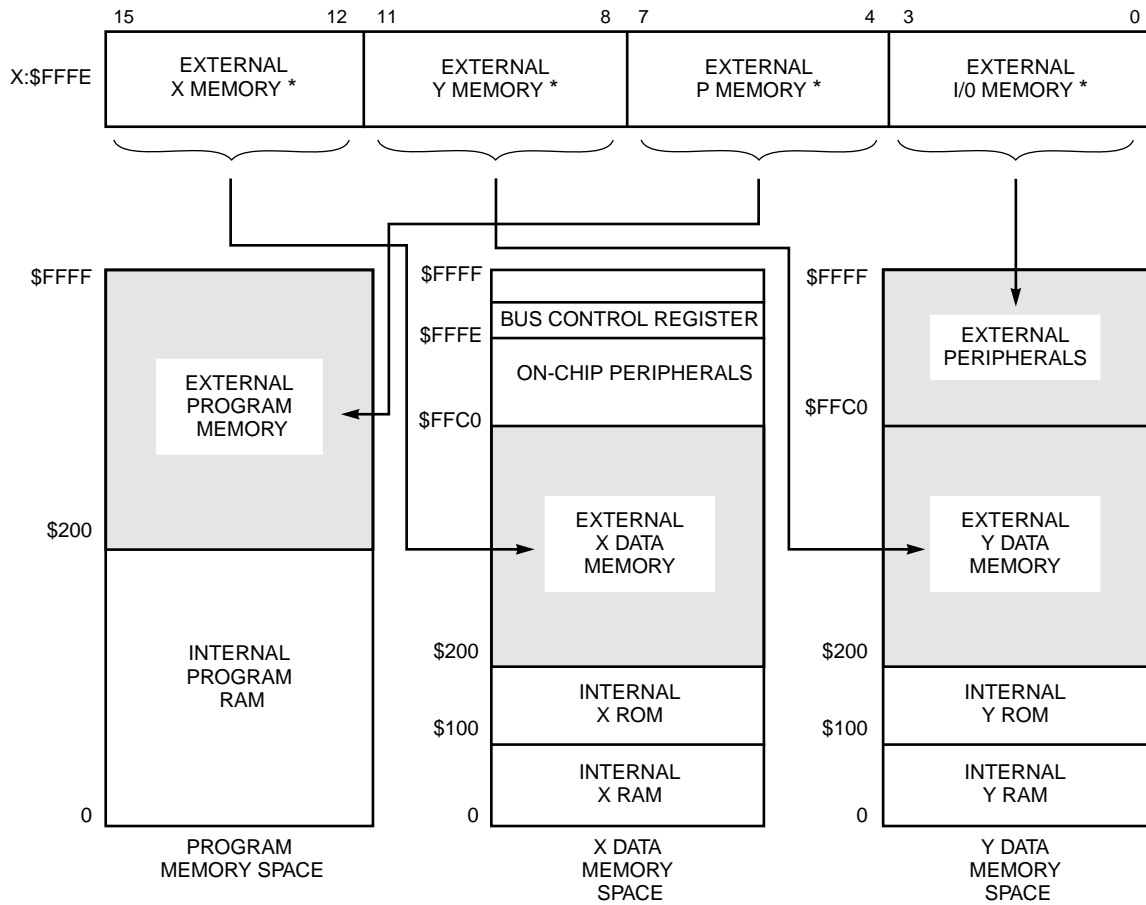 15 12 11 8 7 4 3 0
X:$FFFE
EXTERNAL
X MEMORY *
EXTERNAL
Y MEMORY *
EXTERNAL
P MEMORY *
EXTERNAL
I/0 MEMORY *
$FFFF
EXTERNAL
PROGRAM
MEMORY
$200
INTERNAL
PROGRAM
RAM
0
PROGRAM
MEMORY SPACE
$FFFF
BUS CONTROL REGISTER
$FFFE
ON-CHIP PERIPHERALS
$FFC0
EXTERNAL
X DATA
MEMORY
$200
INTERNAL
X ROM
$100
INTERNAL
X RAM
0
X DATA
MEMORY
SPACE
$FFFF
EXTERNAL
PERIPHERALS
$FFC0
EXTERNAL
Y DATA
MEMORY
$200
INTERNAL
Y ROM
$100
INTERNAL
Y RAM
0
Y DATA
MEMORY
SPACE